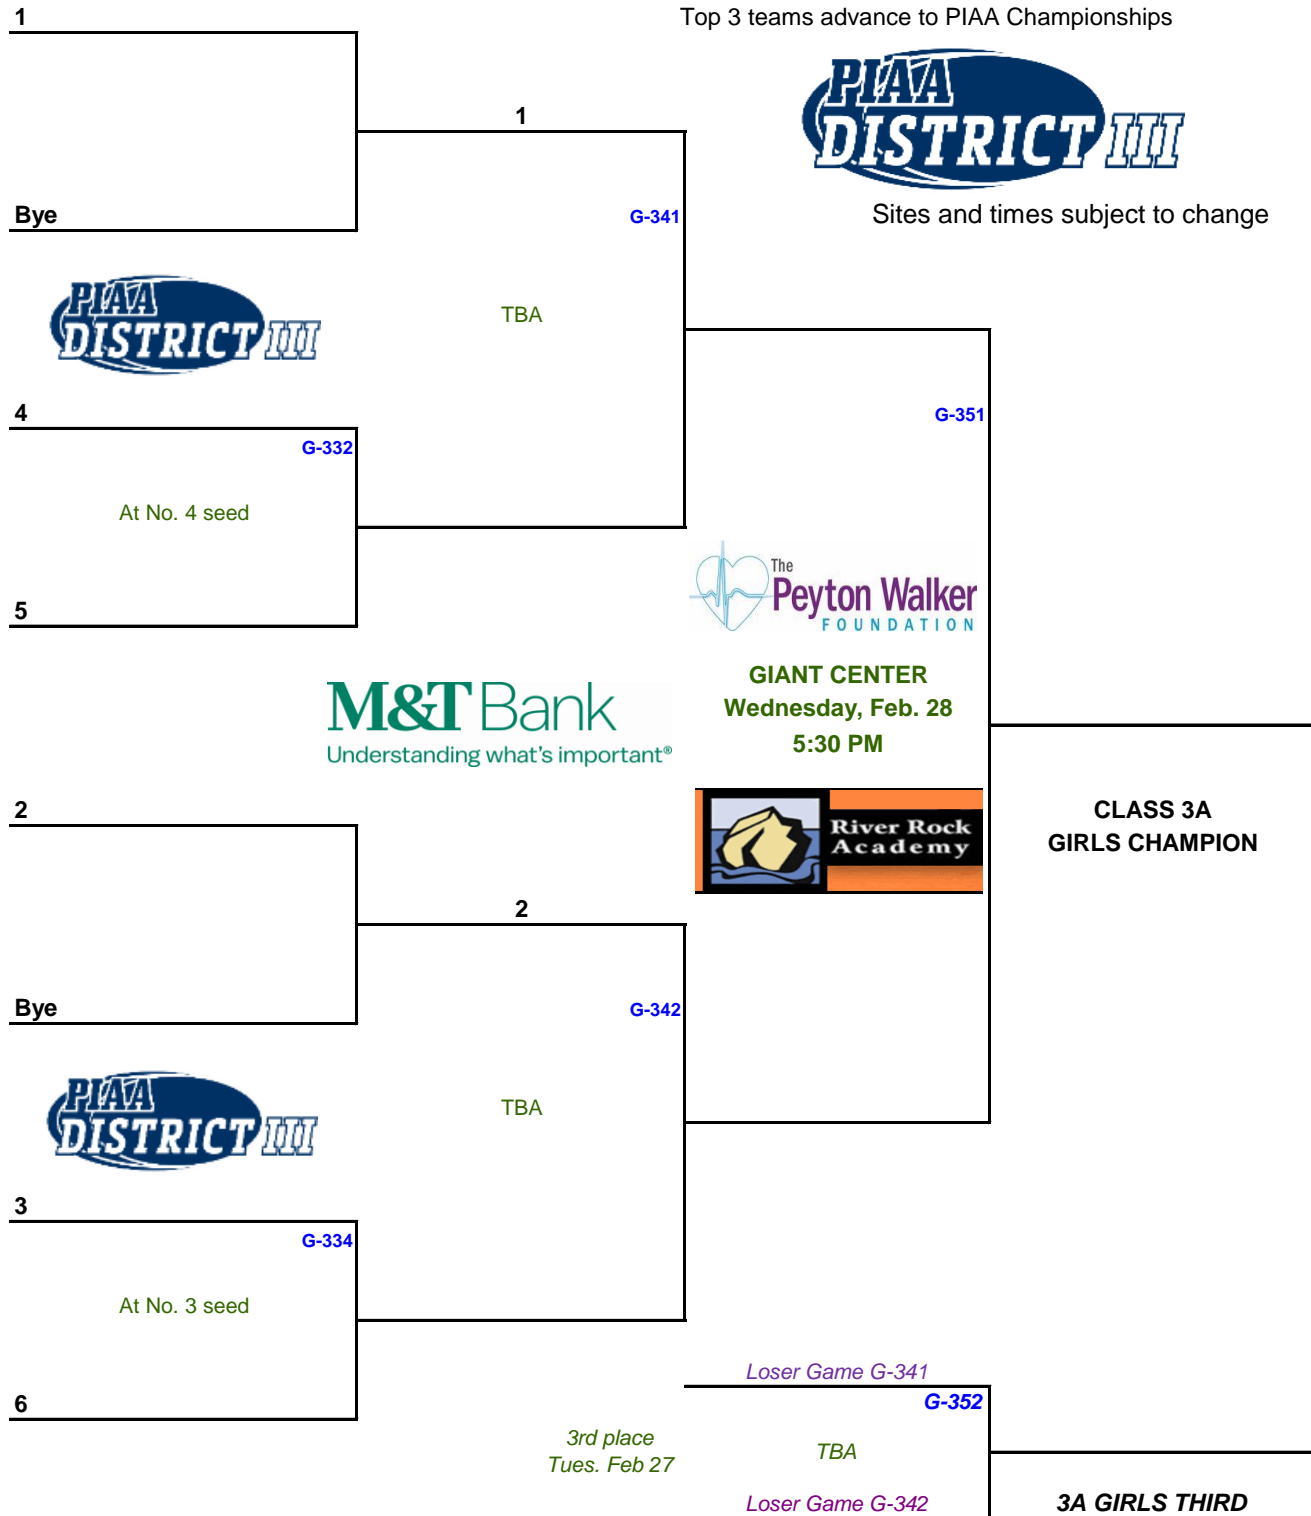 1
Top 3 teams advance to PIAA Championships
PIAA
DISTRICT III
1
Bye
G-341
Sites and times subject to change
PIAA
DISTRICT III
TBA
4
G-351
G-332
At No. 4 seed
The
Peyton Walker
FOUNDATION
5
GIANT CENTER
Wednesday, Feb. 28
5:30 PM
M&T Bank
Understanding what's important®
2
CLASS 3A
GIRLS CHAMPION
River Rock
Academy
2
Bye
G-342
PIAA
DISTRICT III
TBA
3
G-334
At No. 3 seed
6
Loser Game G-341
G-352
3rd place
Tues. Feb 27
TBA
Loser Game G-342
3A GIRLS THIRD